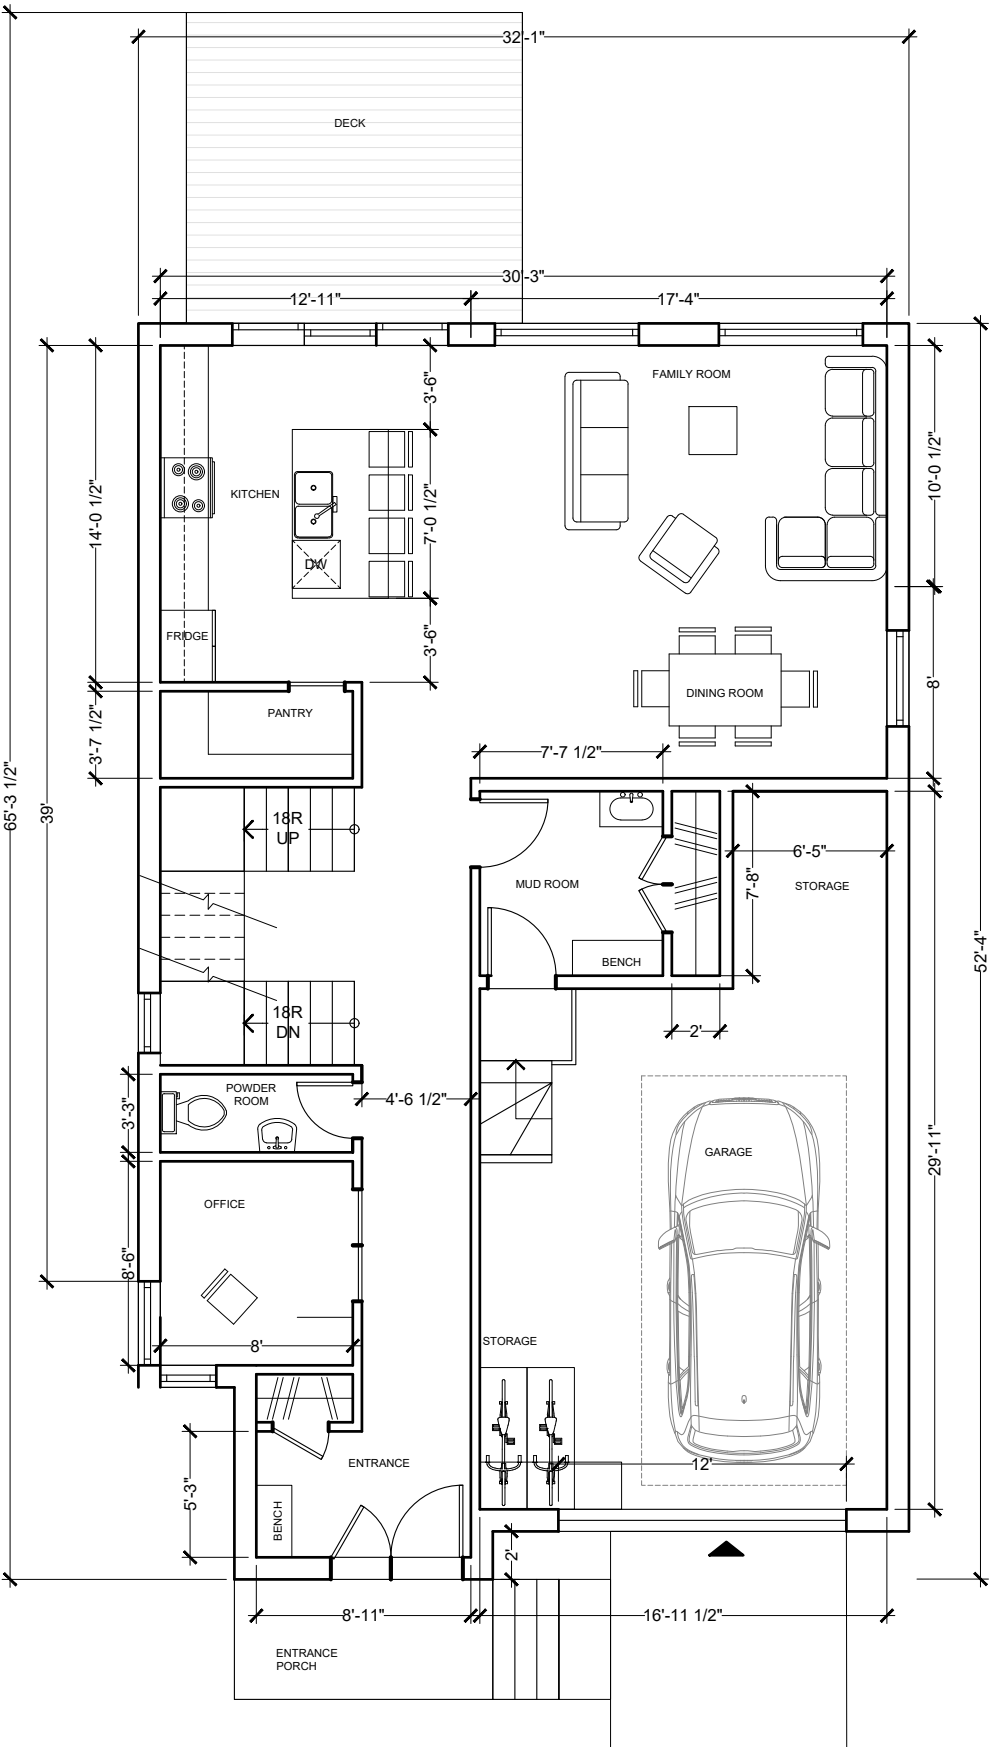 32'-1"
DECK
30'-3"
12'-11"
17'-4"
FAMILY ROOM
3'-6"
10'-0 1/2"
KITCHEN
14'-0 1/2"
7'-0 1/2"
DW
FRIDGE
3'-6"
8'
DINING ROOM
PANTRY
3'-7 1/2"
7'-7 1/2"
65'-3 1/2"
39'
18R
UP
6'-5"
7'-8"
MUD ROOM
STORAGE
52'-4"
BENCH
18R
DN
2'
POWDER
ROOM
4'-6 1/2"
3'-3"
GARAGE
29'-11"
OFFICE
8'-6"
8'
STORAGE
ENTRANCE
12'
5'-3"
BENCH
2'
8'-11"
16'-11 1/2"
ENTRANCE
PORCH